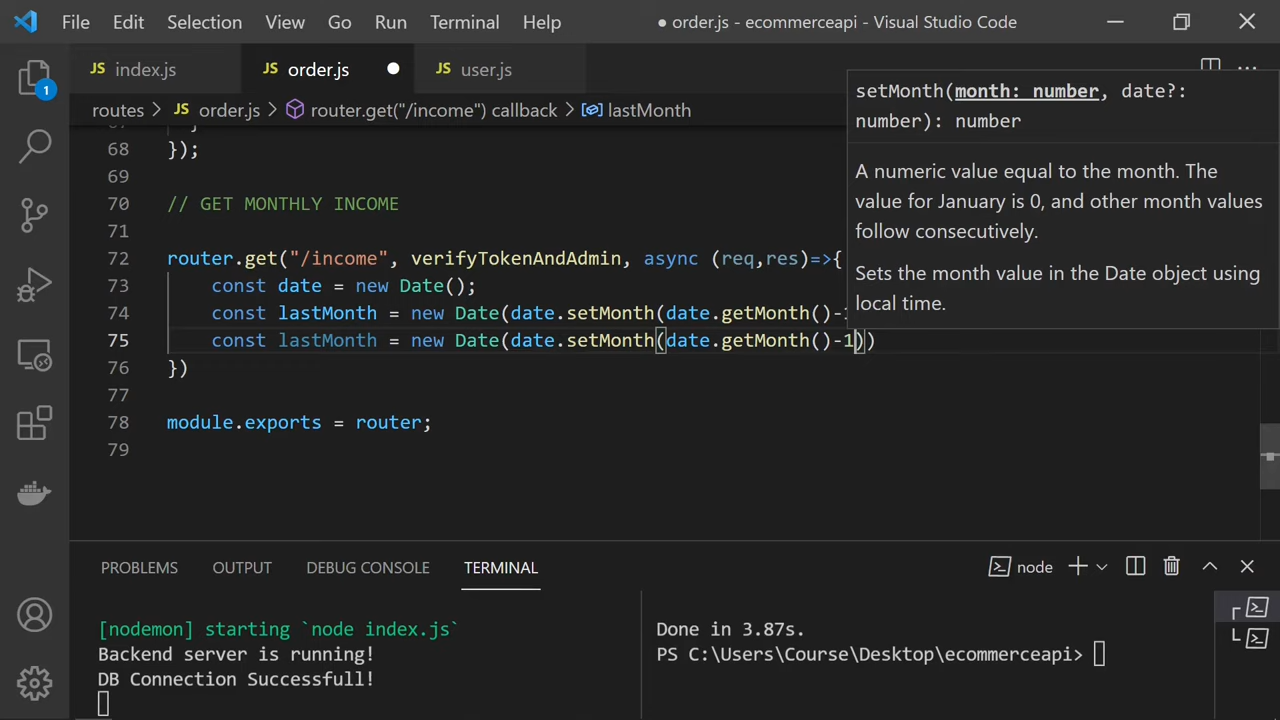 File Edit Selection View Go Run Terminal Help ● order.js - ecommerceapi - Visual Studio Code
JS index.js JS order.js JS user.js
routes > JS order.js > router.get("/income") callback > lastMonth
setMonth(month: number, date?:
number): number
A numeric value equal to the month. The
value for January is 0, and other month values
follow consecutively.
Sets the month value in the Date object using
local time.
68 });
69
70 // GET MONTHLY INCOME
71
72 router.get("/income", verifyTokenAndAdmin, async (req,res)=>{
73 const date = new Date();
74 const lastMonth = new Date(date.setMonth(date.getMonth()-
75 const lastMonth = new Date(date.setMonth(date.getMonth()-1))
76 })
77
78 module.exports = router;
79
1
PROBLEMS OUTPUT DEBUG CONSOLE TERMINAL node
[nodemon] starting `node index.js`
Backend server is running!
DB Connection Successfull!
Done in 3.87s.
PS C:\Users\Course\Desktop\ecommerceapi>